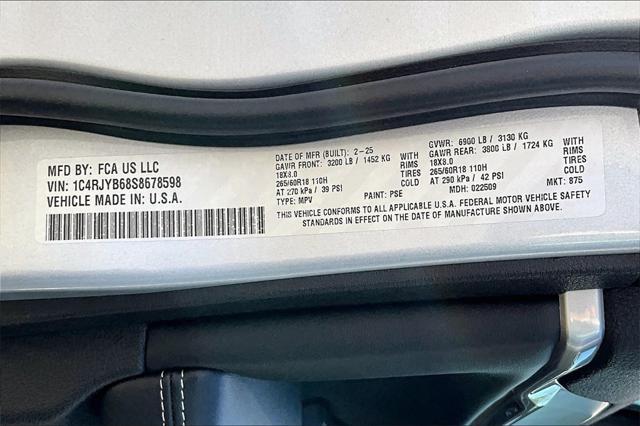 MFD BY: FCA US LLC
VIN: 1C4RJYB68S8678598
VEHICLE MADE IN: U.S.A.
DATE OF MFR (BUILT): 2-25
GAWR FRONT: 3200 LB / 1452 KG
18X8.0
265/60R18 110H
AT 270 kPa / 39 PSI
TYPE: MPV
WITH
RIMS
TIRES
COLD
PAINT: PSE
GVWR: 6900 LB / 3130 KG
GAWR REAR: 3800 LB / 1724 KG
18X8.0
265/60R18 110H
AT 290 kPa / 42 PSI
MDH: 022509
WITH
RIMS
TIRES
COLD
MKT: 875
THIS VEHICLE CONFORMS TO ALL APPLICABLE U.S.A. FEDERAL MOTOR VEHICLE SAFETY
STANDARDS IN EFFECT ON THE DATE OF MANUFACTURE SHOWN ABOVE.